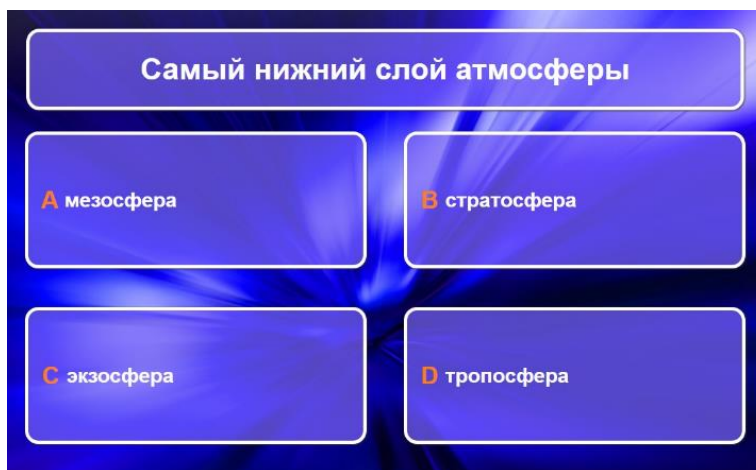 Самый нижний слой атмосферы
A мезосфера
B стратосфера
C экзосфера
D тропосфера